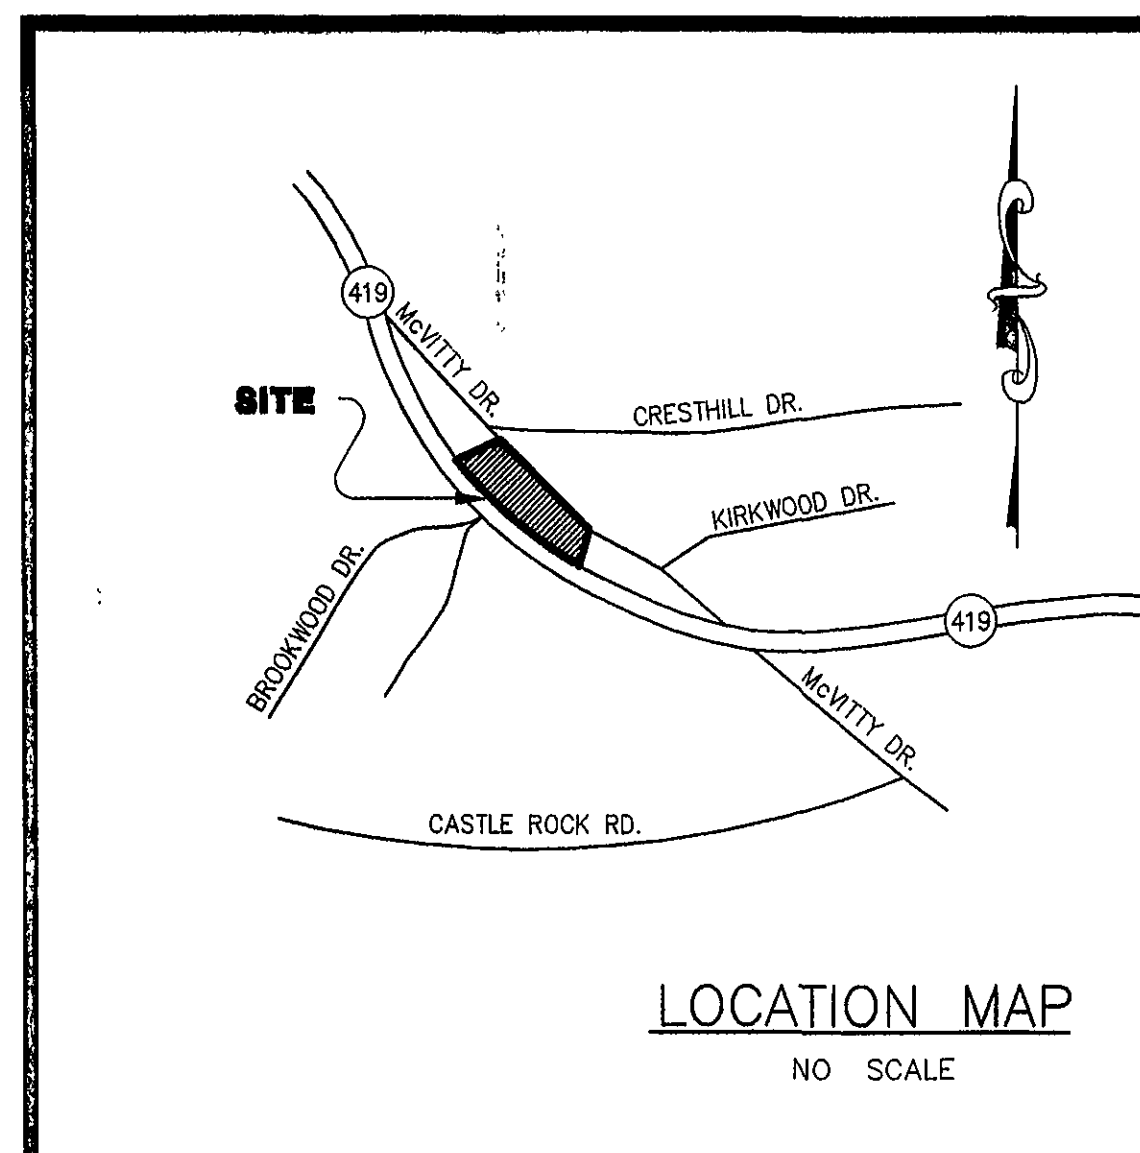 419
McVITTY DR.
SITE
CRESTHILL DR.
KIRKWOOD DR.
BROOKWOOD DR.
419
McVITTY DR.
CASTLE ROCK RD.
LOCATION MAP
NO SCALE